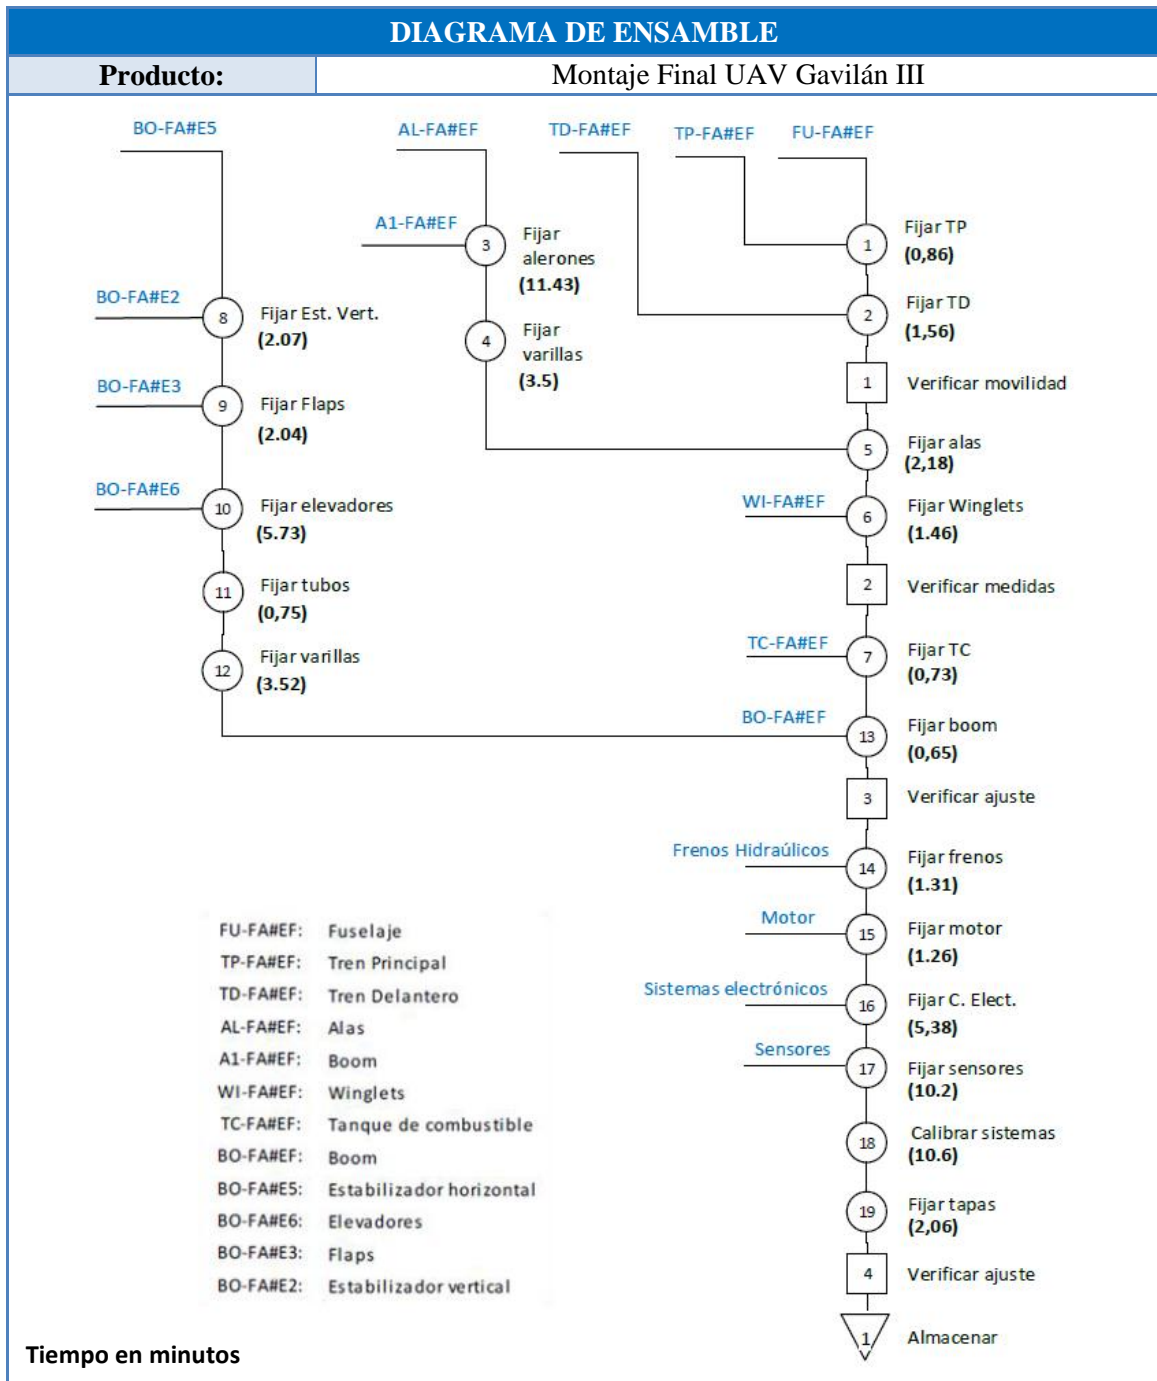 DIAGRAMA DE ENSAMBLE
Producto:
Montaje Final UAV Gavilán III
BO-FA#E5
AL-FA#EF
TD-FA#EF
TP-FA#EF
FU-FA#EF
A1-FA#EF
3
Fijar
alerones
(11.43)
1
Fijar TP
(0,86)
BO-FA#E2
8
Fijar Est. Vert.
(2.07)
4
Fijar
varillas
(3.5)
2
Fijar TD
(1,56)
1
Verificar movilidad
BO-FA#E3
9
Fijar Flaps
(2.04)
5
Fijar alas
(2,18)
BO-FA#E6
10
Fijar elevadores
(5.73)
WI-FA#EF
6
Fijar Winglets
(1.46)
11
Fijar tubos
(0,75)
2
Verificar medidas
12
Fijar varillas
(3.52)
TC-FA#EF
7
Fijar TC
(0,73)
BO-FA#EF
13
Fijar boom
(0,65)
3
Verificar ajuste
Frenos Hidraúlicos
14
Fijar frenos
(1.31)
Motor
15
Fijar motor
(1.26)
Sistemas electrónicos
16
Fijar C. Elect.
(5,38)
Sensores
17
Fijar sensores
(10.2)
18
Calibrar sistemas
(10.6)
19
Fijar tapas
(2,06)
4
Verificar ajuste
1
Almacenar
FU-FA#EF: Fuselaje
TP-FA#EF: Tren Principal
TD-FA#EF: Tren Delantero
AL-FA#EF: Alas
A1-FA#EF: Boom
WI-FA#EF: Winglets
TC-FA#EF: Tanque de combustible
BO-FA#EF: Boom
BO-FA#E5: Estabilizador horizontal
BO-FA#E6: Elevadores
BO-FA#E3: Flaps
BO-FA#E2: Estabilizador vertical
Tiempo en minutos